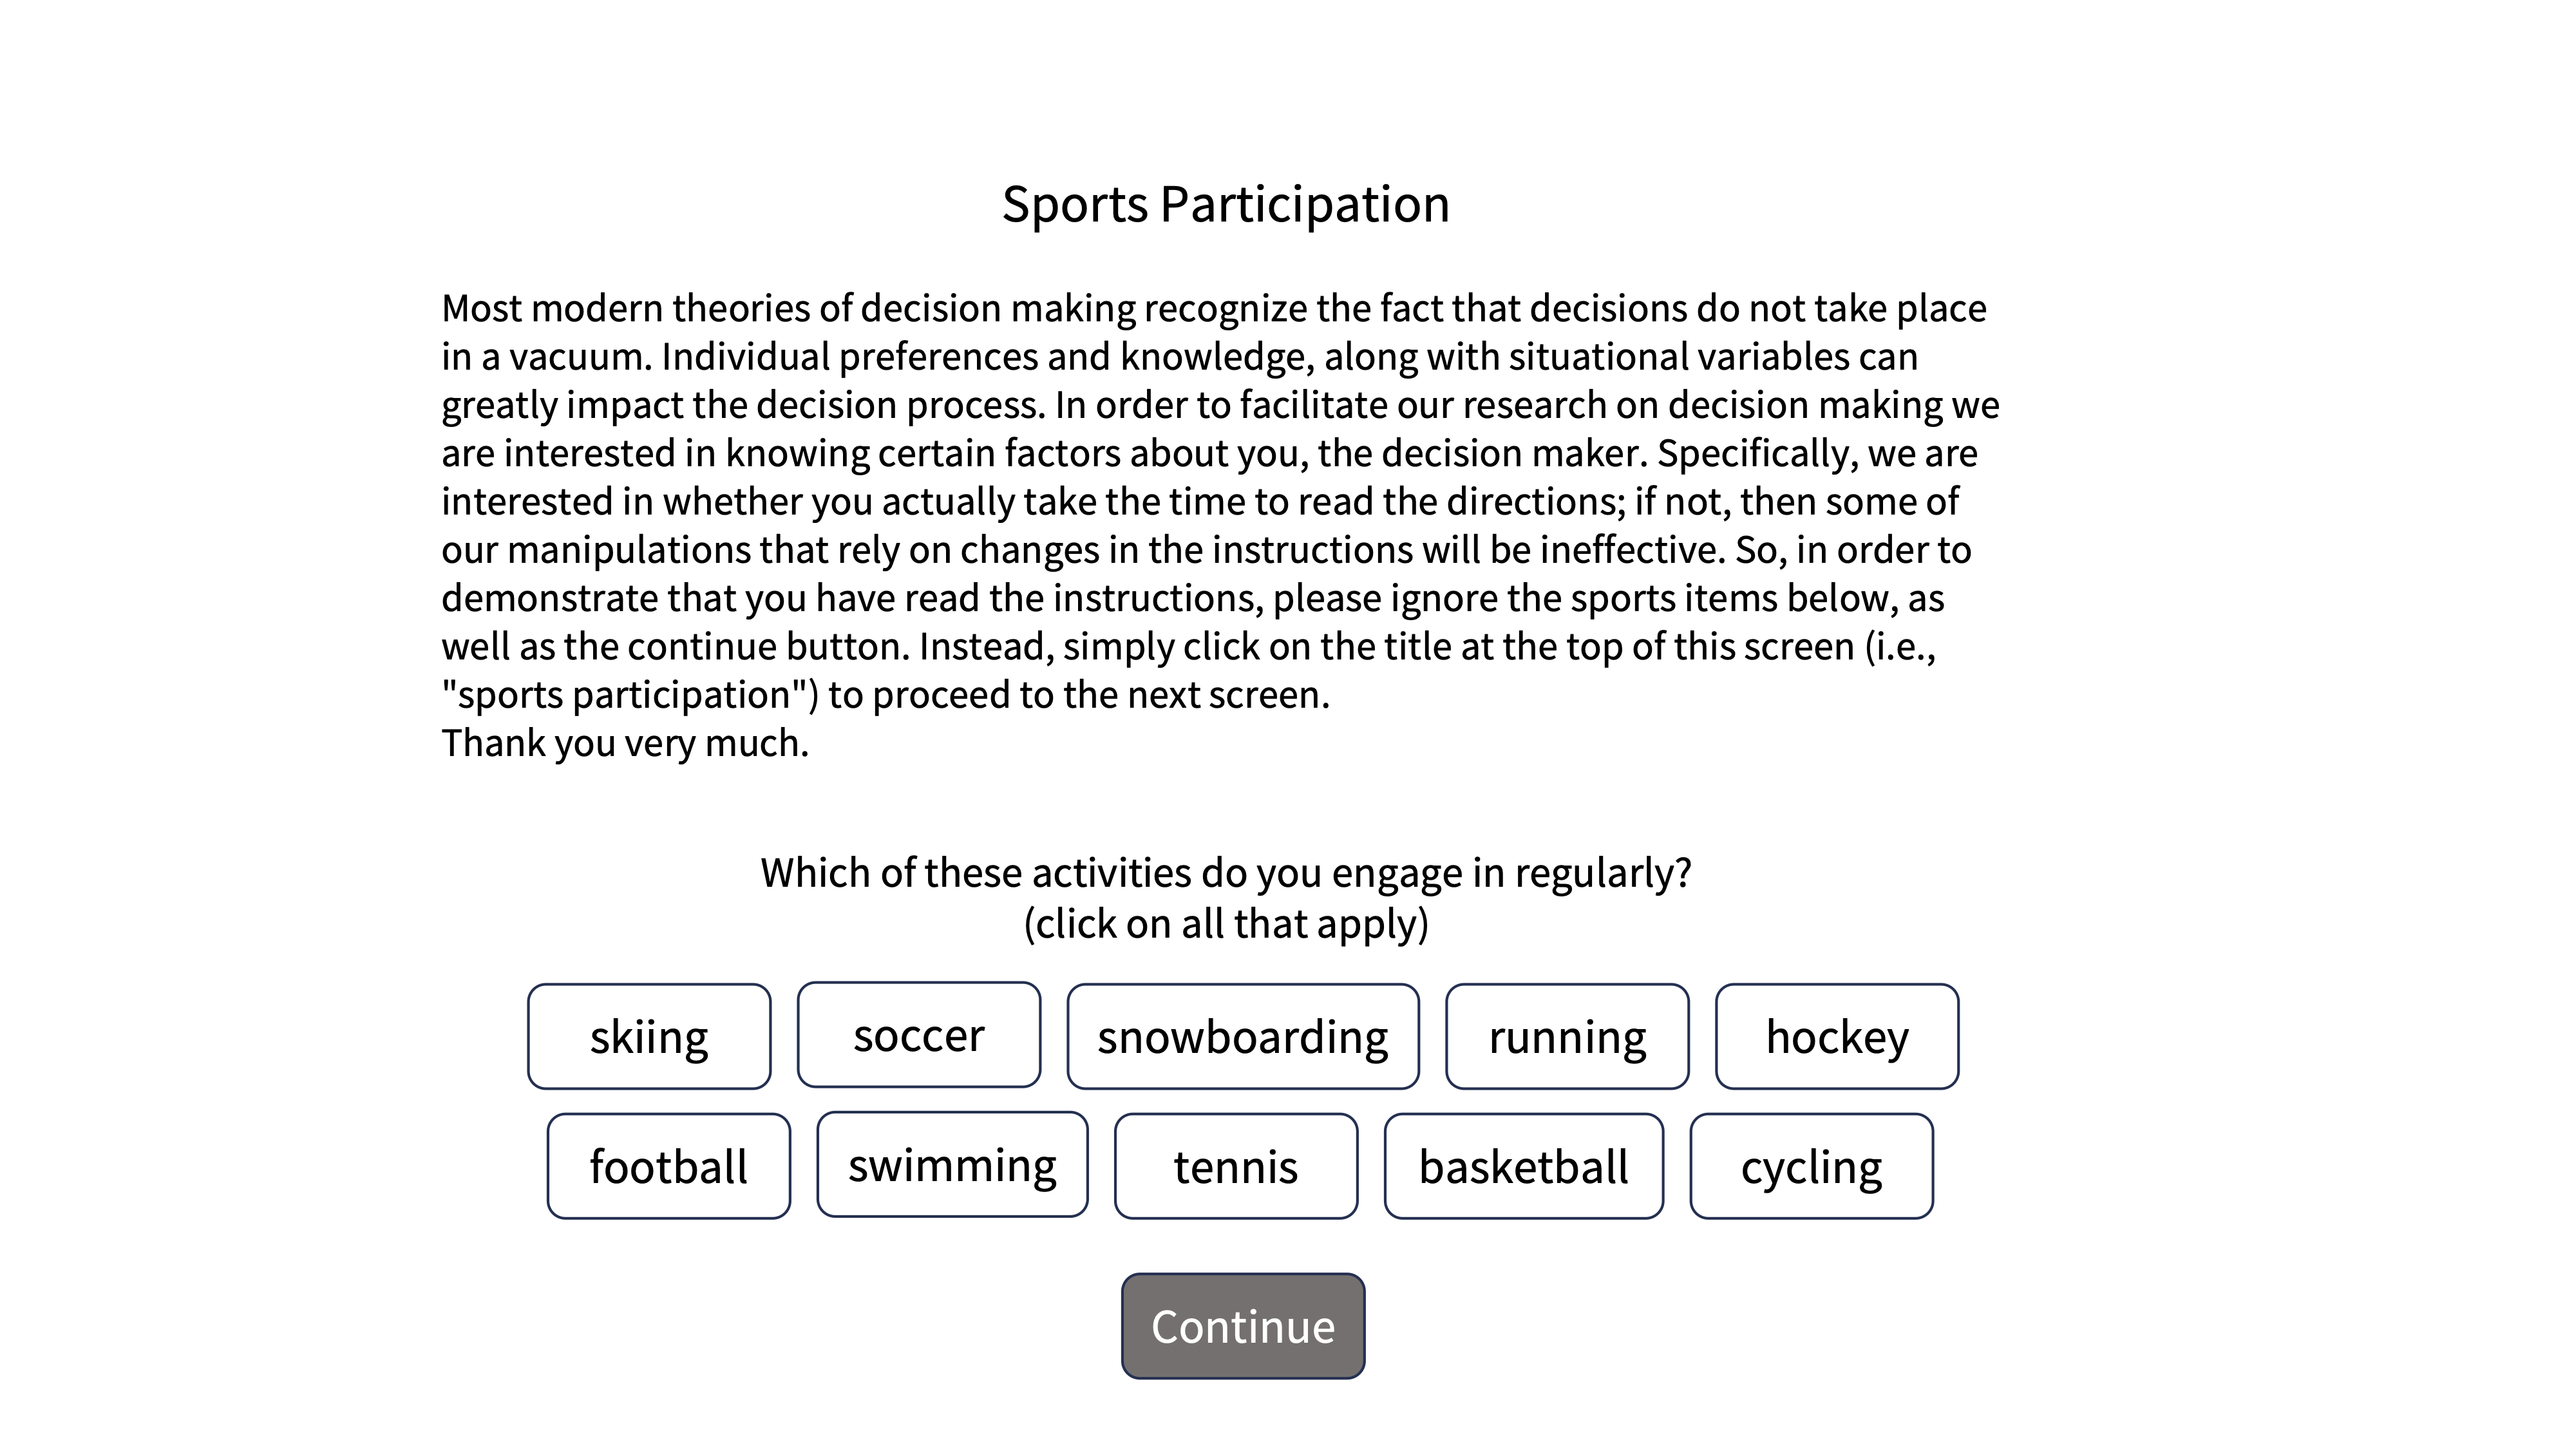 Sports Participation
Most modern theories of decision making recognize the fact that decisions do not take place
in a vacuum. Individual preferences and knowledge, along with situational variables can
greatly impact the decision process. In order to facilitate our research on decision making we
are interested in knowing certain factors about you, the decision maker. Specifically, we are
interested in whether you actually take the time to read the directions; if not, then some of
our manipulations that rely on changes in the instructions will be ineffective. So, in order to
demonstrate that you have read the instructions, please ignore the sports items below, as
well as the continue button. Instead, simply click on the title at the top of this screen (i.e.,
"sports participation") to proceed to the next screen.
Thank you very much.
Which of these activities do you engage in regularly?
(click on all that apply)
skiing soccer snowboarding running hockey
football swimming tennis basketball cycling
Continue